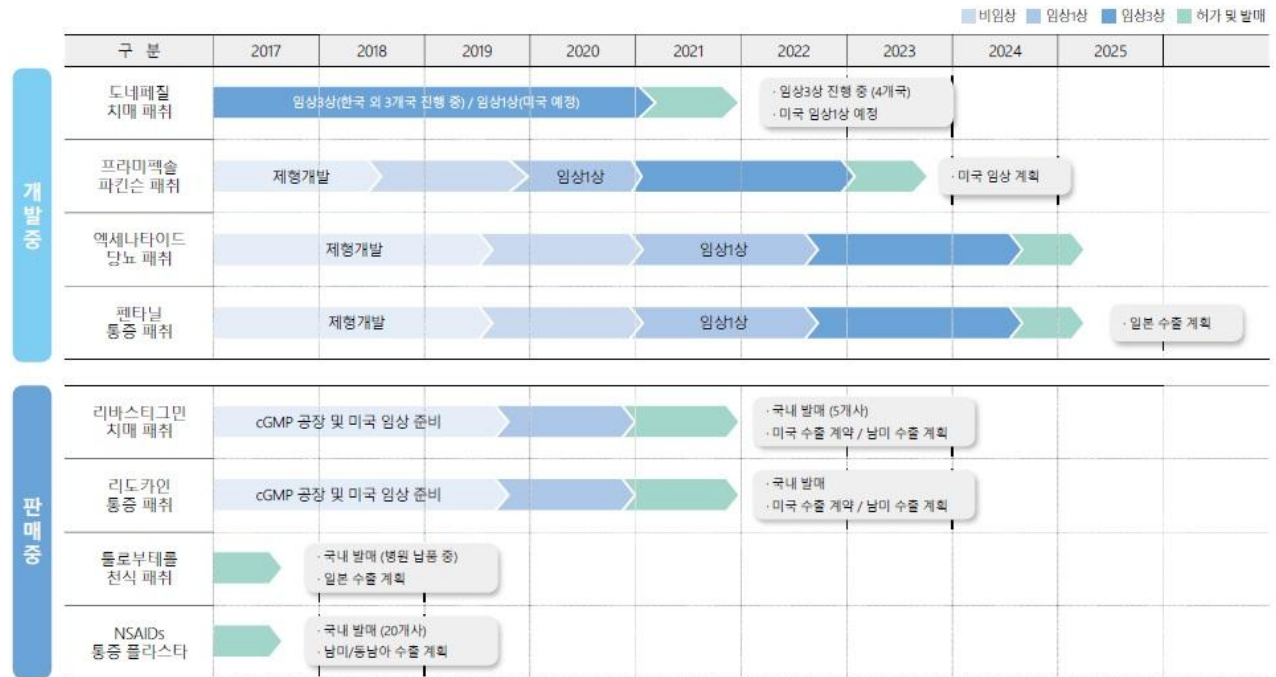 비임상 임상1상 임상3상 허가 및 발매
구 분 2017 2018 2019 2020 2021 2022 2023 2024 2025
개발중
도네페질
치매 패취
임상3상(한국 외 3개국 진행 중) / 임상1상(미국 예정)
· 임상3상 진행 중 (4개국)
· 미국 임상1상 예정
프라미펙솔
파킨슨 패취
제형개발
임상1상
· 미국 임상 계획
엑세나타이드
당뇨 패취
제형개발
임상1상
펜타닐
통증 패취
제형개발
임상1상
· 일본 수출 계획
판매중
리바스티그민
치매 패취
cGMP 공장 및 미국 임상 준비
· 국내 발매 (5개사)
· 미국 수출 계약 / 남미 수출 계획
리도카인
통증 패취
cGMP 공장 및 미국 임상 준비
· 국내 발매
· 미국 수출 계약 / 남미 수출 계획
툴로부테롤
천식 패취
· 국내 발매 (병원 납품 중)
· 일본 수출 계획
NSAIDs
통증 플라스타
· 국내 발매 (20개사)
· 남미/동남아 수출 계획